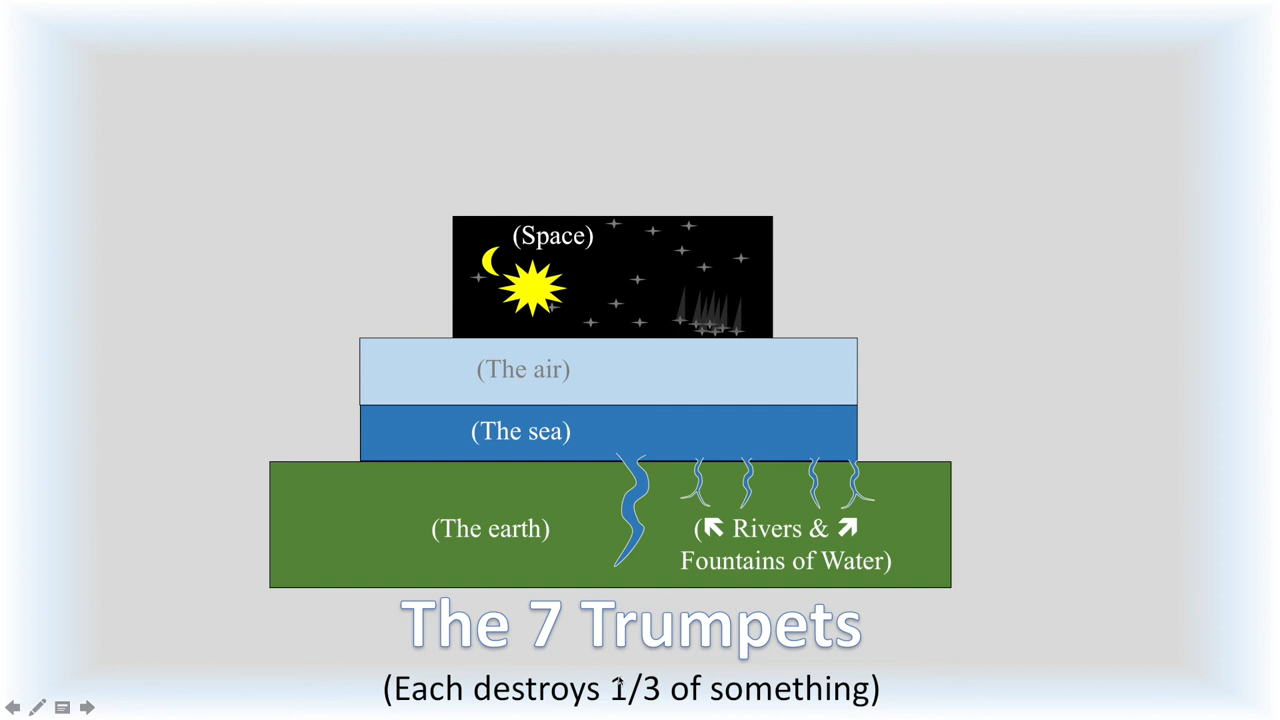 (Space)
(The air)
(The sea)
(The earth)
(↖ Rivers & ↗
Fountains of Water)
The 7 Trumpets
(Each destroys 1/3 of something)